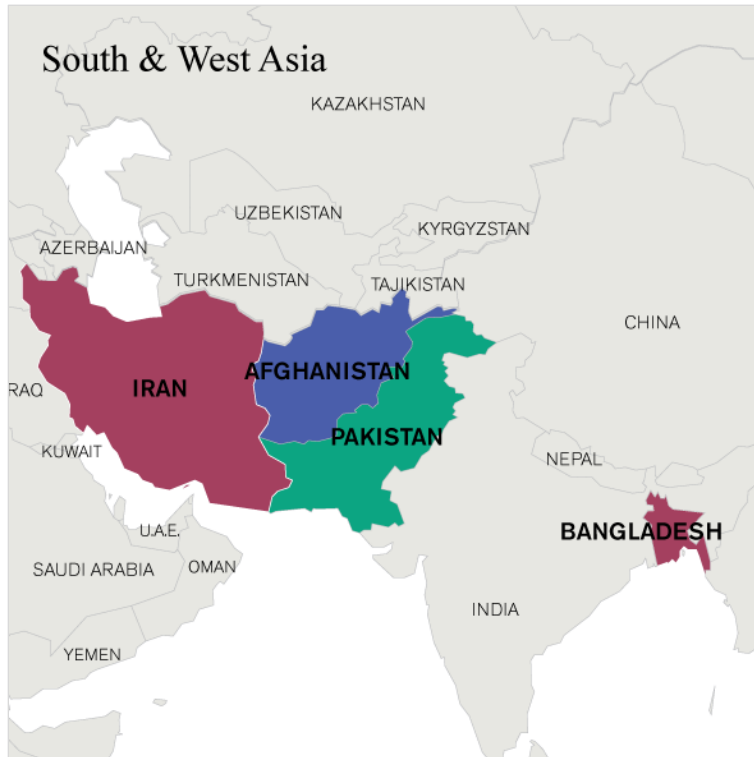 South & West Asia
KAZAKHSTAN
UZBEKISTAN
KYRGYZSTAN
AZERBAIJAN
TURKMENISTAN
TAJIKISTAN
CHINA
AFGHANISTAN
IRAN
RAQ
PAKISTAN
KUWAIT
NEPAL
U.A.E.
BANGLADESH
SAUDI ARABIA
OMAN
INDIA
YEMEN